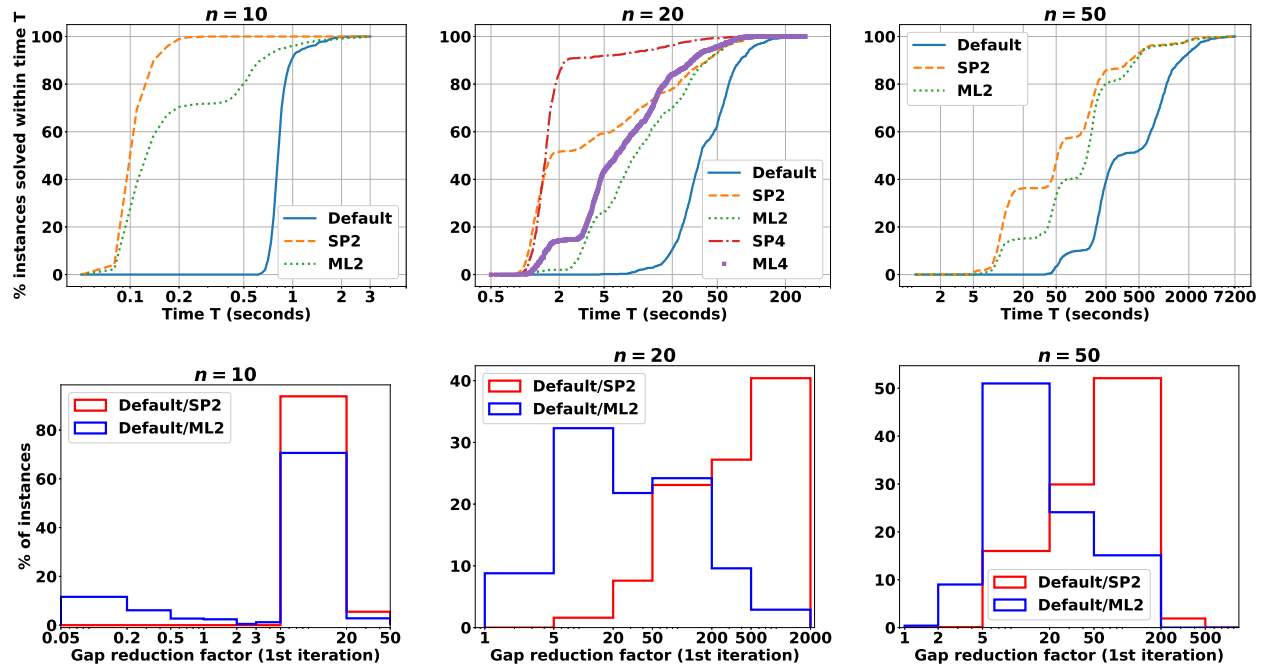 n = 10
% instances solved within time T
100
80
60
40
20
0
Default
SP2
ML2
0.1 0.2 0.5 1 2 3
Time T (seconds)
n = 20
100
80
60
40
20
0
Default
SP2
ML2
SP4
ML4
0.5 2 5 20 50 200
Time T (seconds)
n = 50
100
80
60
40
20
0
Default
SP2
ML2
2 5 20 50 200 500 2000 7200
Time T (seconds)
n = 10
% of instances
80
60
40
20
0
Default/SP2
Default/ML2
0.05 0.2 0.5 1 2 3 5 20 50
Gap reduction factor (1st iteration)
n = 20
40
30
20
10
0
Default/SP2
Default/ML2
1 5 20 50 200 500 2000
Gap reduction factor (1st iteration)
n = 50
50
40
30
20
10
0
Default/SP2
Default/ML2
1 2 5 20 50 200 500
Gap reduction factor (1st iteration)